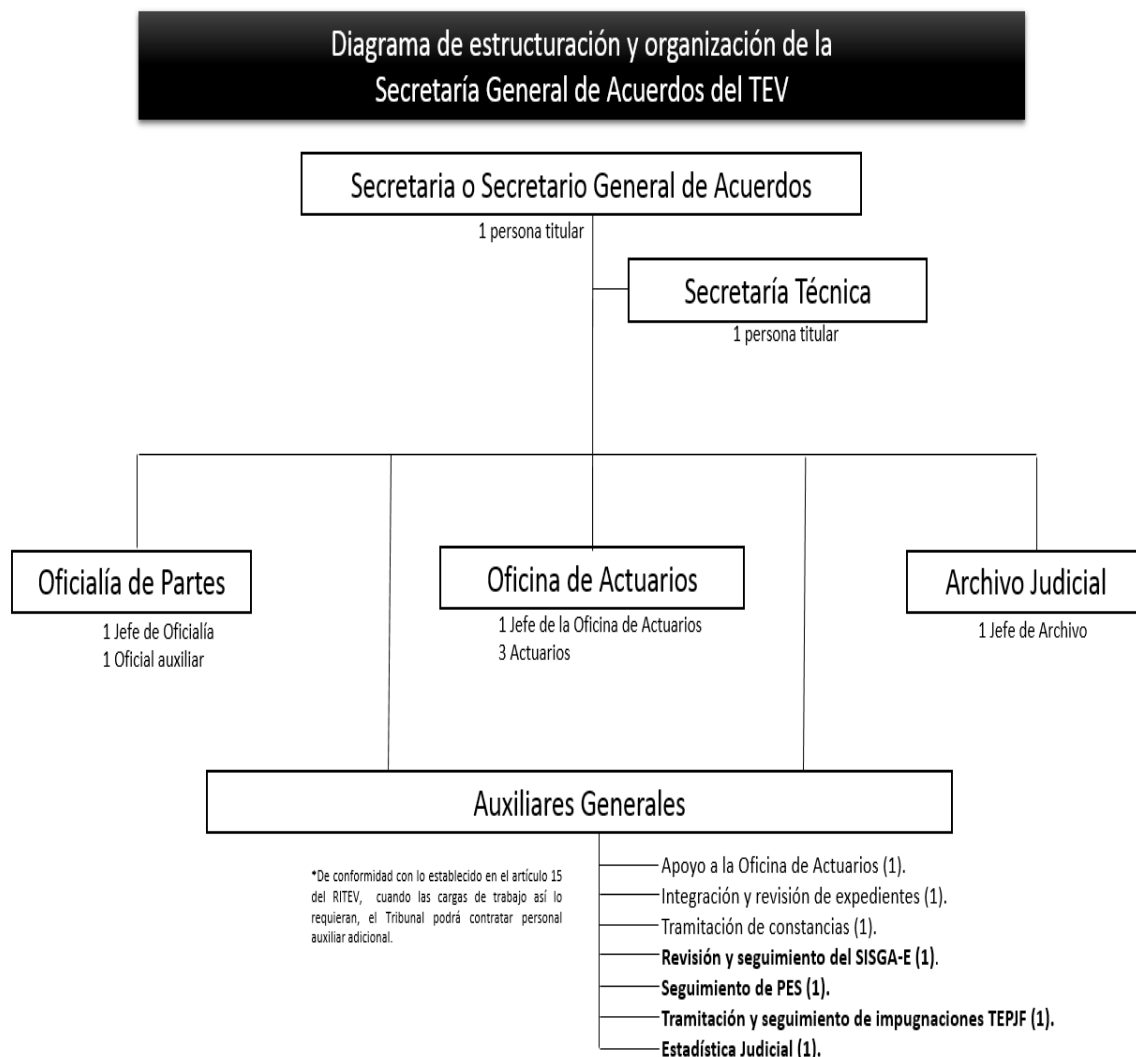 Diagrama de estructuración y organización de la
Secretaría General de Acuerdos del TEV
Secretaria o Secretario General de Acuerdos
1 persona titular
Secretaría Técnica
1 persona titular
Oficialía de Partes
1 Jefe de Oficialía
1 Oficial auxiliar
Oficina de Actuarios
1 Jefe de la Oficina de Actuarios
3 Actuarios
Archivo Judicial
1 Jefe de Archivo
Auxiliares Generales
*De conformidad con lo establecido en el artículo 15
del RITEV, cuando las cargas de trabajo así lo
requieran, el Tribunal podrá contratar personal
auxiliar adicional.
Apoyo a la Oficina de Actuarios (1).
Integración y revisión de expedientes (1).
Tramitación de constancias (1).
Revisión y seguimiento del SISGA-E (1).
Seguimiento de PES (1).
Tramitación y seguimiento de impugnaciones TEPJF (1).
Estadística Judicial (1).